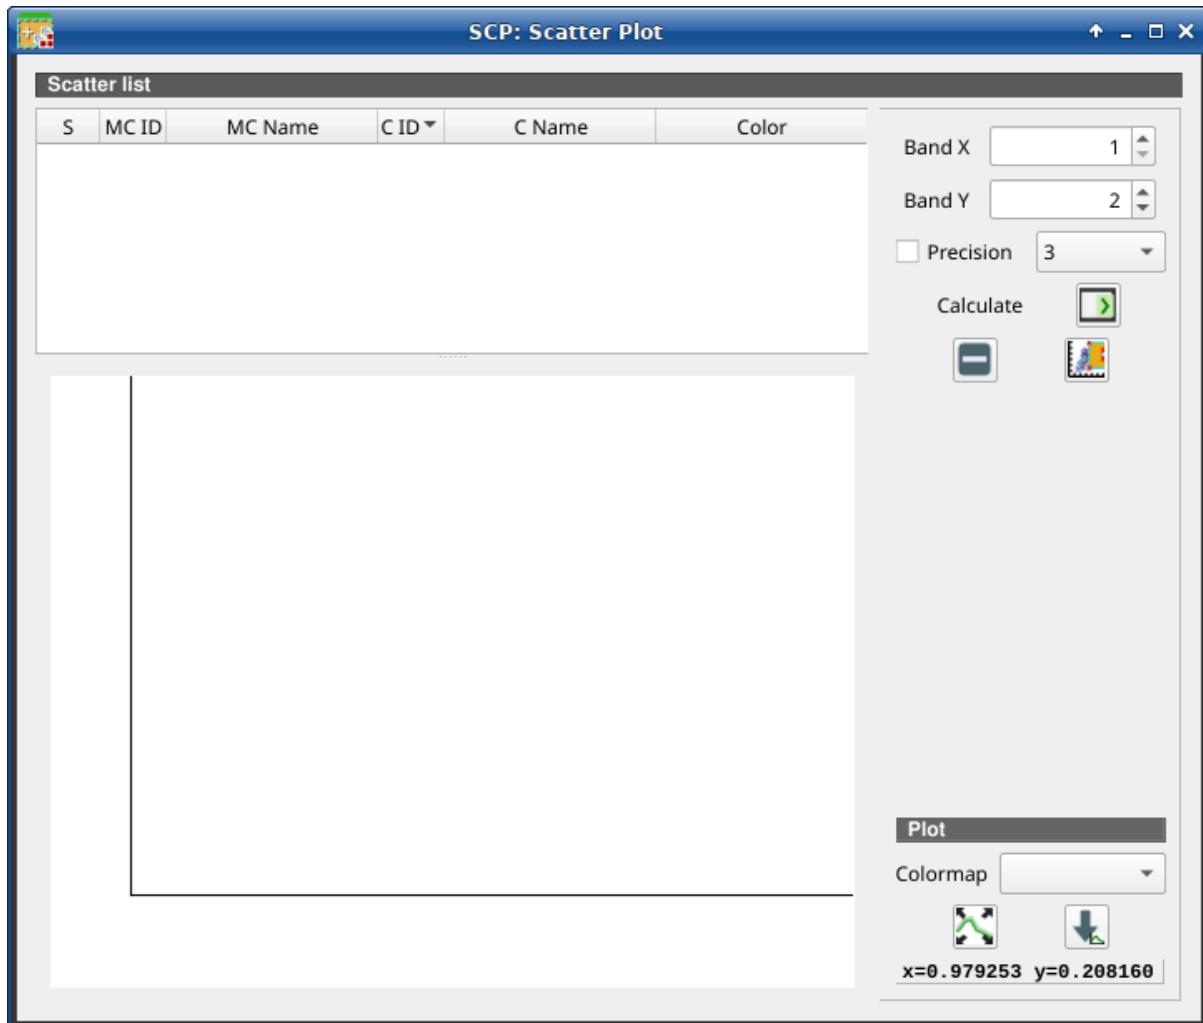 SCP: Scatter Plot
Scatter list
S MC ID MC Name C ID C Name Color
Band X 1
Band Y 2
Precision 3
Calculate
Plot
Colormap
x=0.979253 y=0.208160